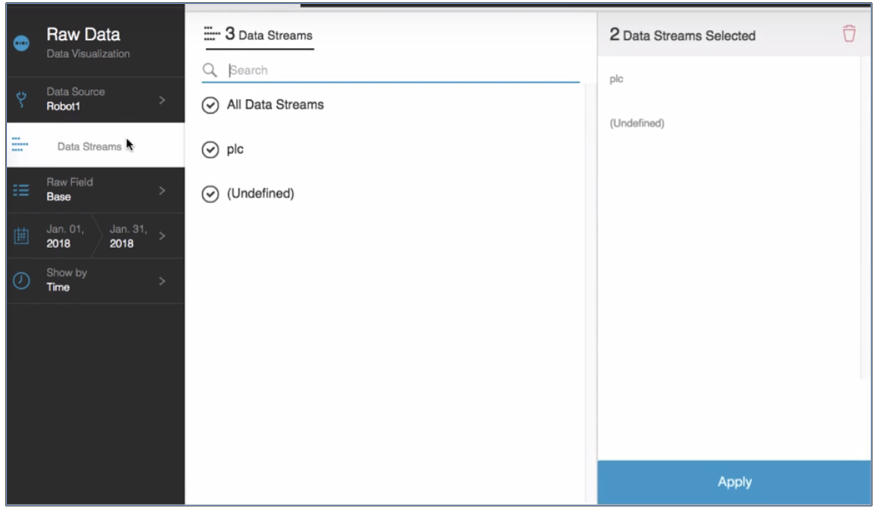 Raw Data
Data Visualization
Data Source
Robot1
Data Streams
Raw Field
Base
Jan. 01,
2018
Jan. 31,
2018
Show by
Time
3 Data Streams
Search
All Data Streams
plc
(Undefined)
2 Data Streams Selected
plc
(Undefined)
Apply